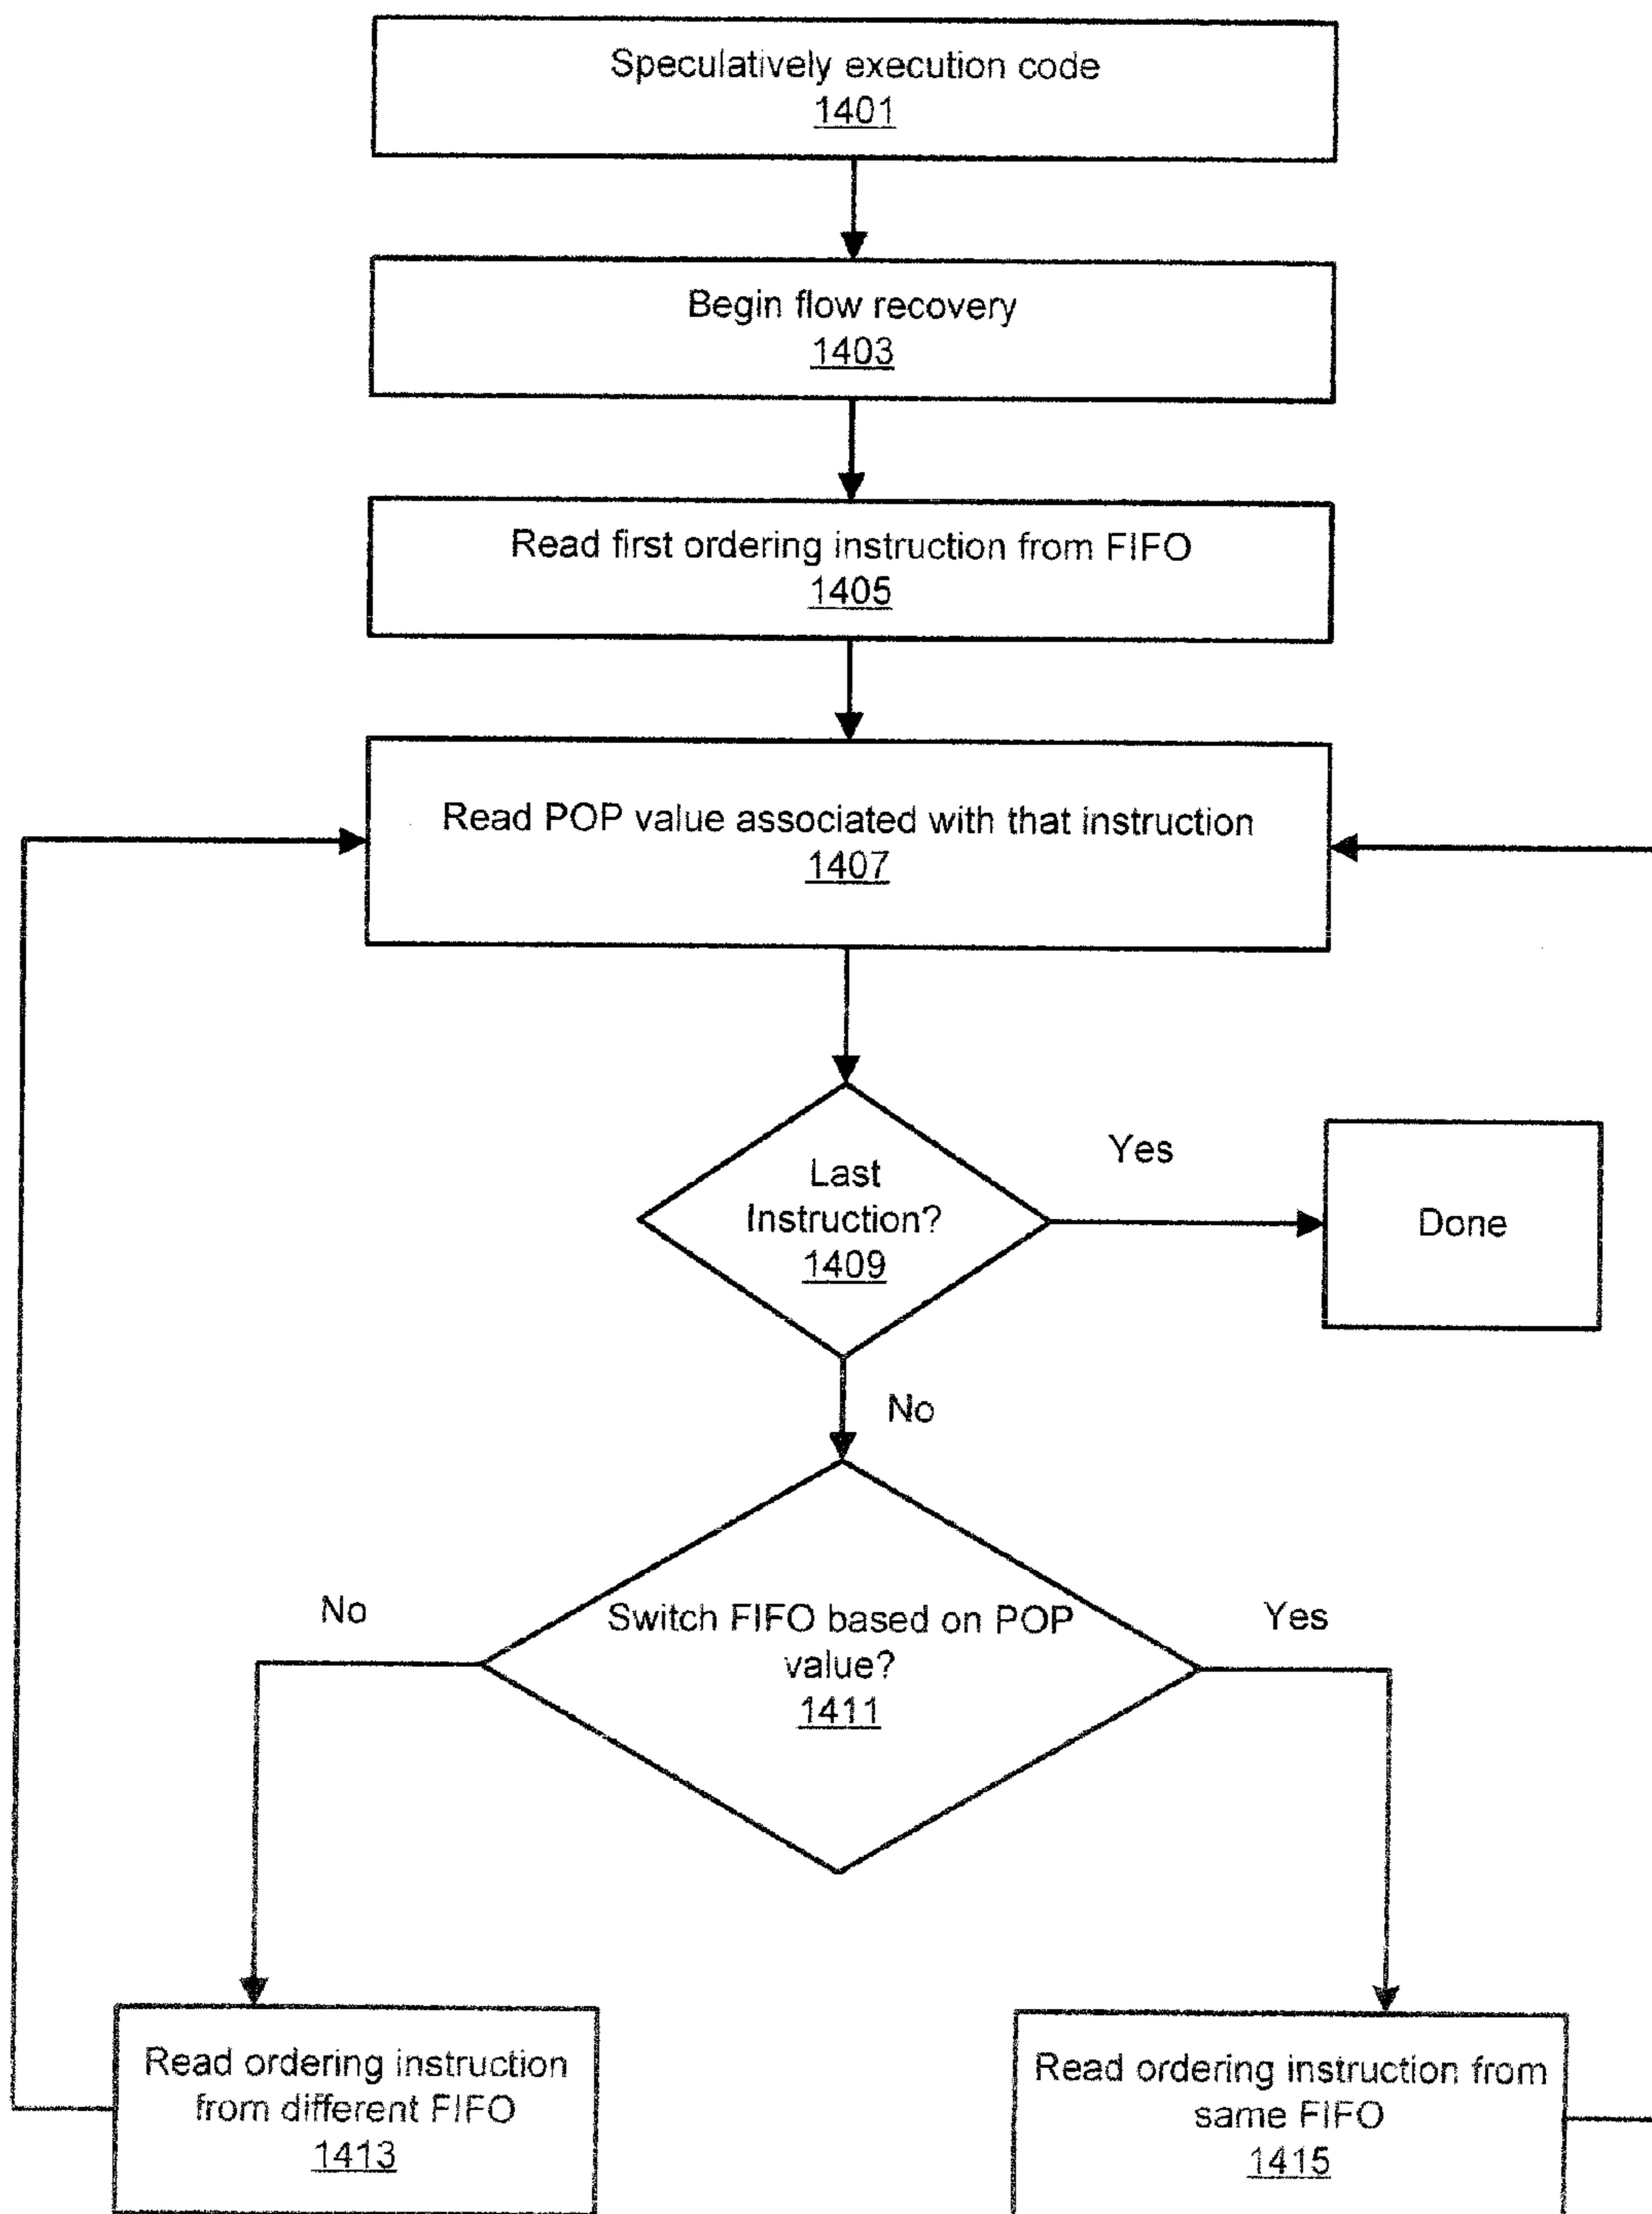 Speculatively execution code
1401
Begin flow recovery
1403
Read first ordering instruction from FIFO
1405
Read POP value associated with that instruction
1407
Last
Instruction?
1409
Yes
Done
No
No
Switch FIFO based on POP
value?
1411
Yes
Read ordering instruction
from different FIFO
1413
Read ordering instruction from
same FIFO
1415